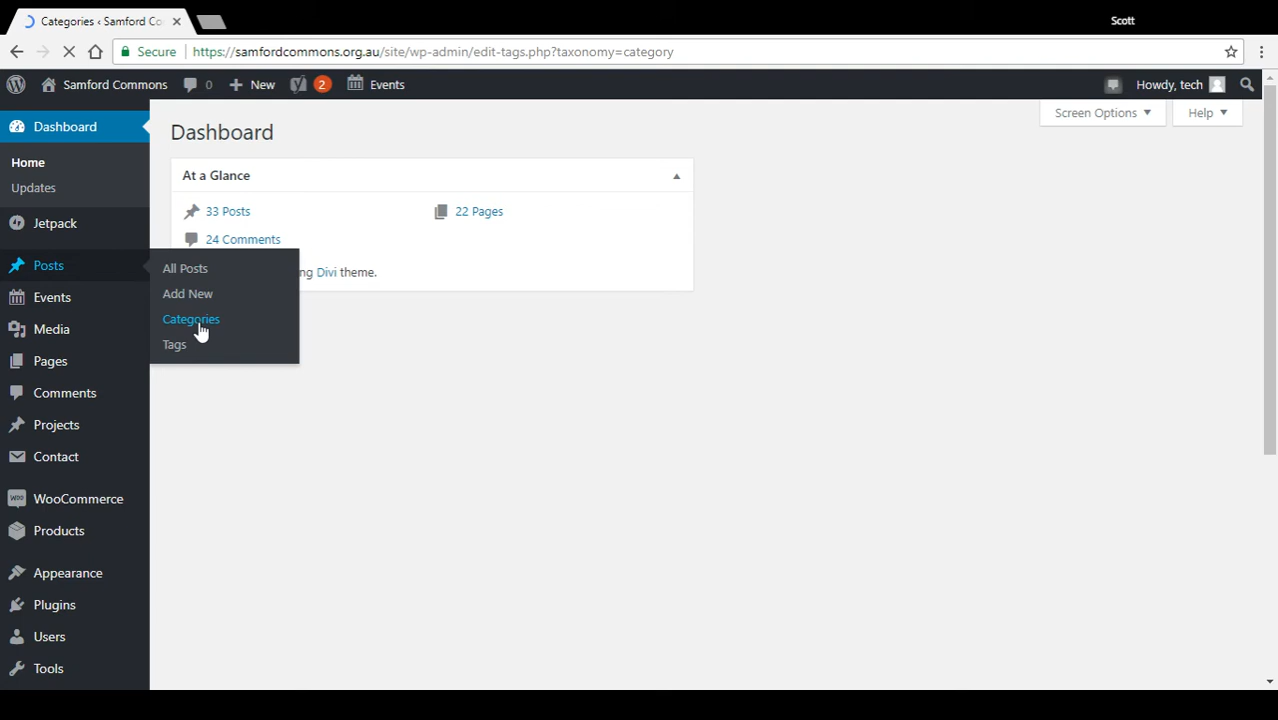 Categories ‹ Samford Co
Scott
Secure
https://samfordcommons.org.au/site/wp-admin/edit-tags.php?taxonomy=category
Samford Commons
0
New
2
Events
Howdy, tech
Dashboard
Home
Updates
Jetpack
Posts
Events
Media
Pages
Comments
Projects
Contact
WOO
WooCommerce
Products
Appearance
Plugins
Users
Tools
All Posts
Add New
Categories
Tags
Dashboard
Screen Options
Help
At a Glance
33 Posts
22 Pages
24 Comments
ng Divi theme.